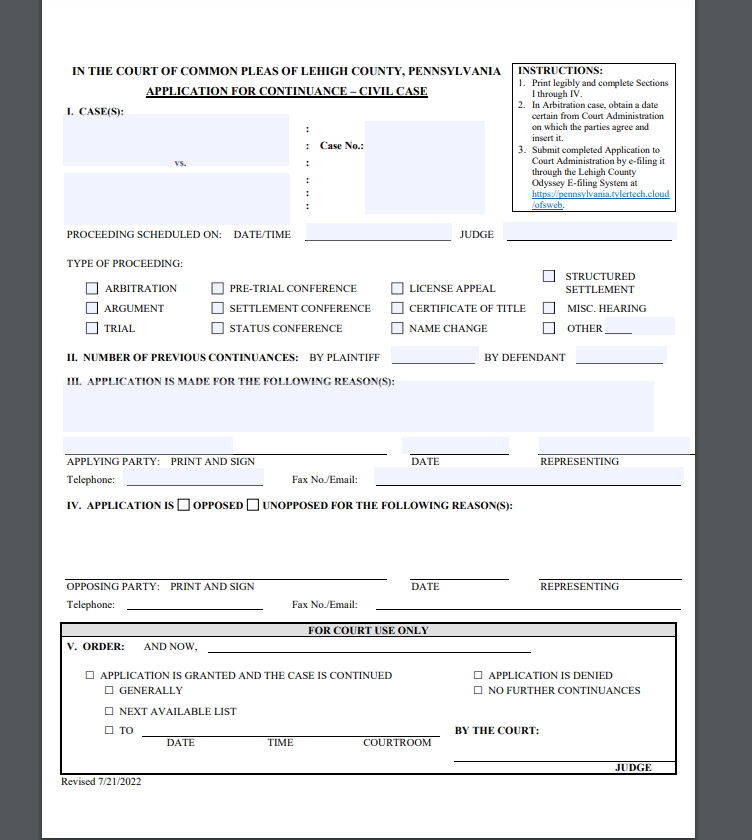 IN THE COURT OF COMMON PLEAS OF LEHIGH COUNTY, PENNSYLVANIA
APPLICATION FOR CONTINUANCE – CIVIL CASE
INSTRUCTIONS:
1. Print legibly and complete Sections
I through IV.
2. In Arbitration case, obtain a date
certain from Court Administration
on which the parties agree and
insert it.
3. Submit completed Application to
Court Administration by e-filing it
through the Lehigh County
Odyssey E-filing System at
https://pennsylvania.tylertech.cloud
/ofsweb.
I. CASE(S):
:
: Case No.:
vs. :
:
:
:
PROCEEDING SCHEDULED ON: DATE/TIME JUDGE
TYPE OF PROCEEDING:
☐ ARBITRATION ☐ PRE-TRIAL CONFERENCE ☐ LICENSE APPEAL ☐ STRUCTURED
SETTLEMENT
☐ ARGUMENT ☐ SETTLEMENT CONFERENCE ☐ CERTIFICATE OF TITLE ☐ MISC. HEARING
☐ TRIAL ☐ STATUS CONFERENCE ☐ NAME CHANGE ☐ OTHER _____
II. NUMBER OF PREVIOUS CONTINUANCES: BY PLAINTIFF BY DEFENDANT
III. APPLICATION IS MADE FOR THE FOLLOWING REASON(S):
APPLYING PARTY: PRINT AND SIGN DATE REPRESENTING
Telephone: Fax No./Email:
IV. APPLICATION IS ☐ OPPOSED ☐ UNOPPOSED FOR THE FOLLOWING REASON(S):
OPPOSING PARTY: PRINT AND SIGN DATE REPRESENTING
Telephone: Fax No./Email:
FOR COURT USE ONLY
V. ORDER: AND NOW,
☐ APPLICATION IS GRANTED AND THE CASE IS CONTINUED ☐ APPLICATION IS DENIED
☐ GENERALLY ☐ NO FURTHER CONTINUANCES
☐ NEXT AVAILABLE LIST
☐ TO BY THE COURT:
DATE TIME COURTROOM
JUDGE
Revised 7/21/2022